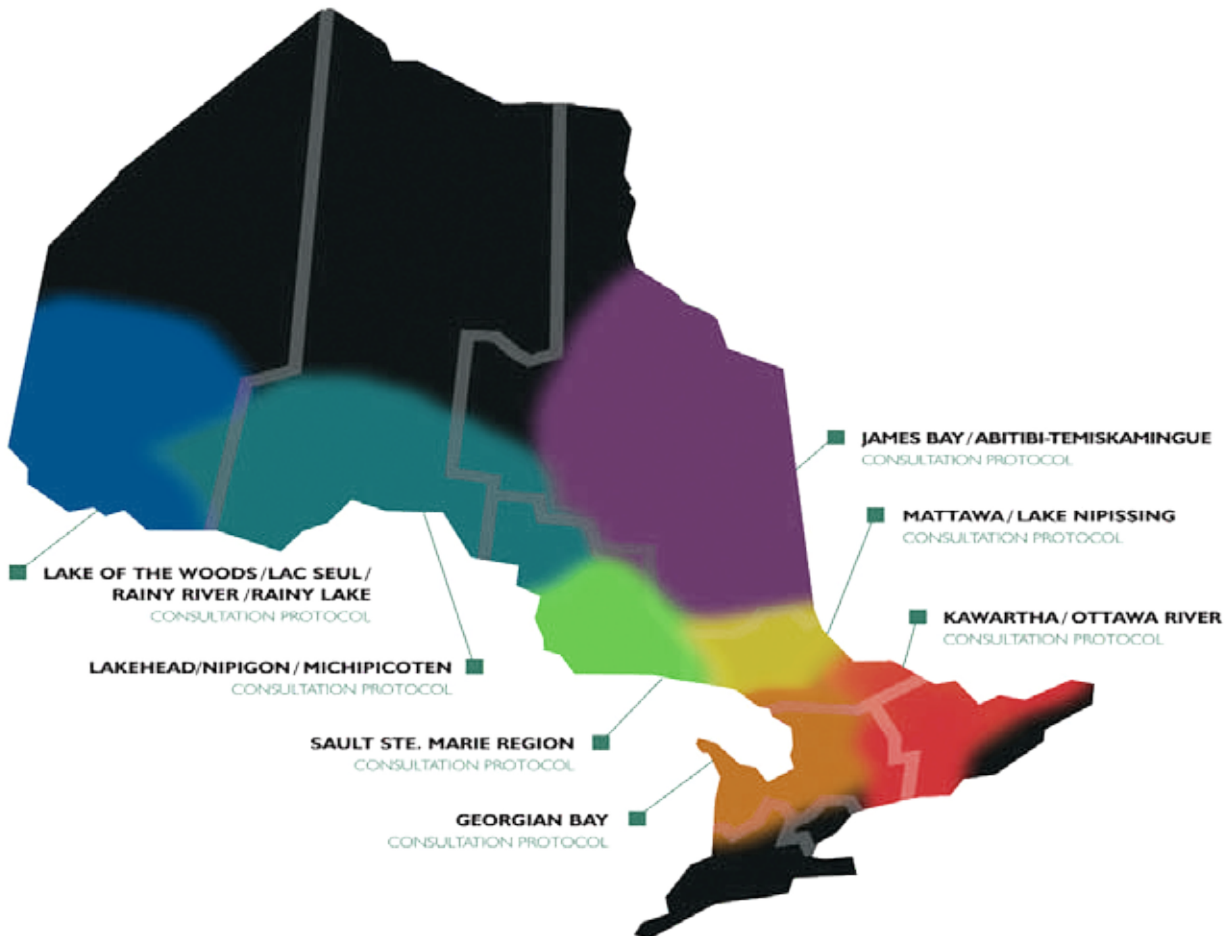 JAMES BAY/ABITIBI-TEMISKAMINGUE
CONSULTATION PROTOCOL
MATTAWA/LAKE NIPISSING
CONSULTATION PROTOCOL
KAWARTHA/OTTAWA RIVER
CONSULTATION PROTOCOL
LAKE OF THE WOODS/LAC SEUL/
RAINY RIVER/RAINY LAKE
CONSULTATION PROTOCOL
LAKEHEAD/NIPIGON/MICHIPICOTEN
CONSULTATION PROTOCOL
SAULT STE. MARIE REGION
CONSULTATION PROTOCOL
GEORGIAN BAY
CONSULTATION PROTOCOL